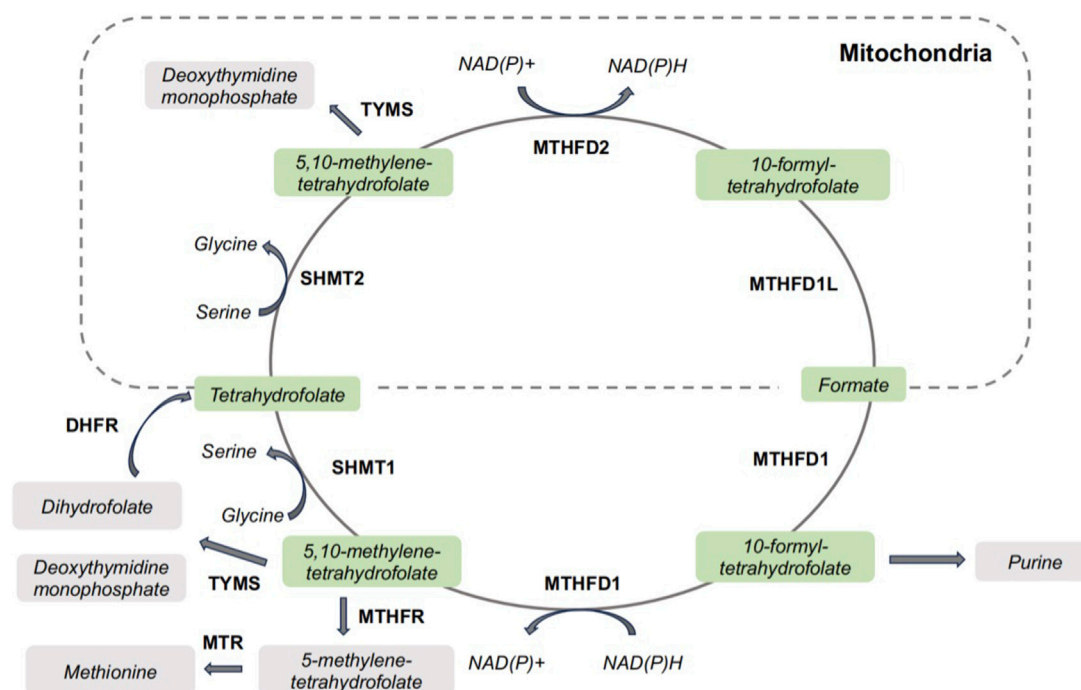 Mitochondria
NAD(P)+
NAD(P)H
Deoxythymidine
monophosphate
TYMS
MTHFD2
5,10-methylene-
tetrahydrofolate
10-formyl-
tetrahydrofolate
Glycine
SHMT2
Serine
MTHFD1L
Tetrahydrofolate
Formate
DHFR
Serine
SHMT1
MTHFD1
Dihydrofolate
Glycine
5,10-methylene-
tetrahydrofolate
10-formyl-
tetrahydrofolate
Purine
Deoxythymidine
monophosphate
TYMS
MTHFD1
MTHFR
MTR
NAD(P)+
NAD(P)H
Methionine
5-methylene-
tetrahydrofolate